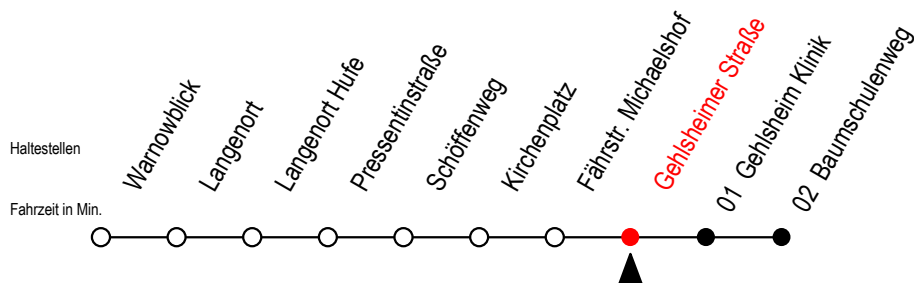 Haltestellen
Fahrzeit in Min.
Warnowblick
Langenort
Langenort Hufe
Pressentinstraße
Schöffenweg
Kirchenplatz
Fährstr. Michaelshof
Gehlsheimer Straße
01 Gehlsheim Klinik
02 Baumschulenweg